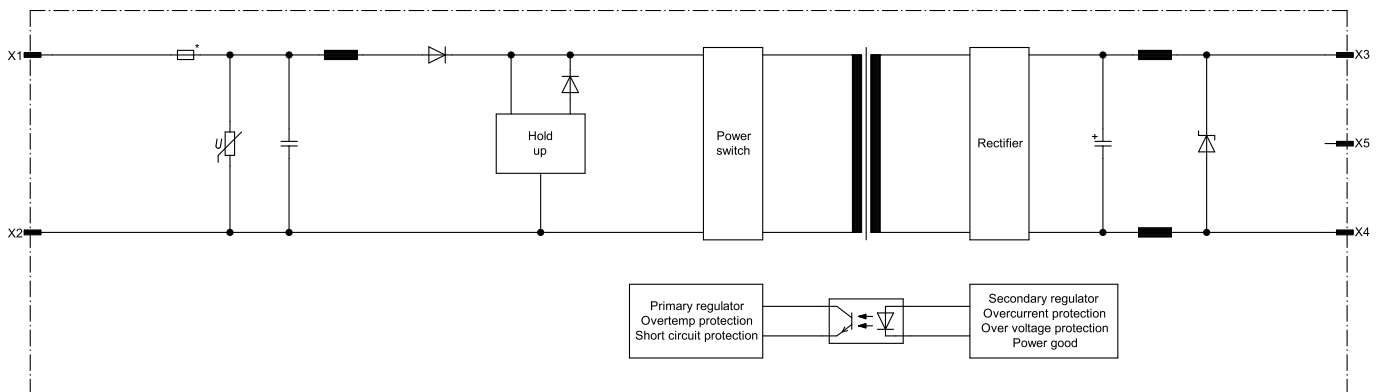 X1
*
X3
U
Hold
up
Power
switch
Rectifier
+
X5
X2
X4
Primary regulator
Overtemp protection
Short circuit protection
Secondary regulator
Overcurrent protection
Over voltage protection
Power good